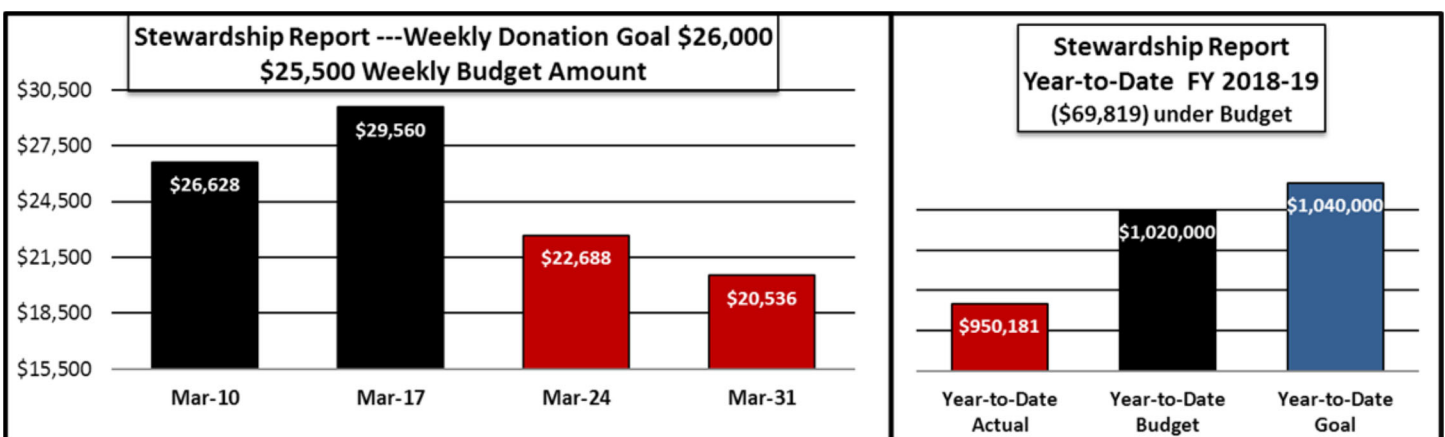 Stewardship Report ---Weekly Donation Goal $26,000
$25,500 Weekly Budget Amount
$30,500
$27,500
$24,500
$21,500
$18,500
$15,500
$26,628
$29,560
$22,688
$20,536
Mar-10
Mar-17
Mar-24
Mar-31
Stewardship Report
Year-to-Date FY 2018-19
($69,819) under Budget
$950,181
$1,020,000
$1,040,000
Year-to-Date
Actual
Year-to-Date
Budget
Year-to-Date
Goal